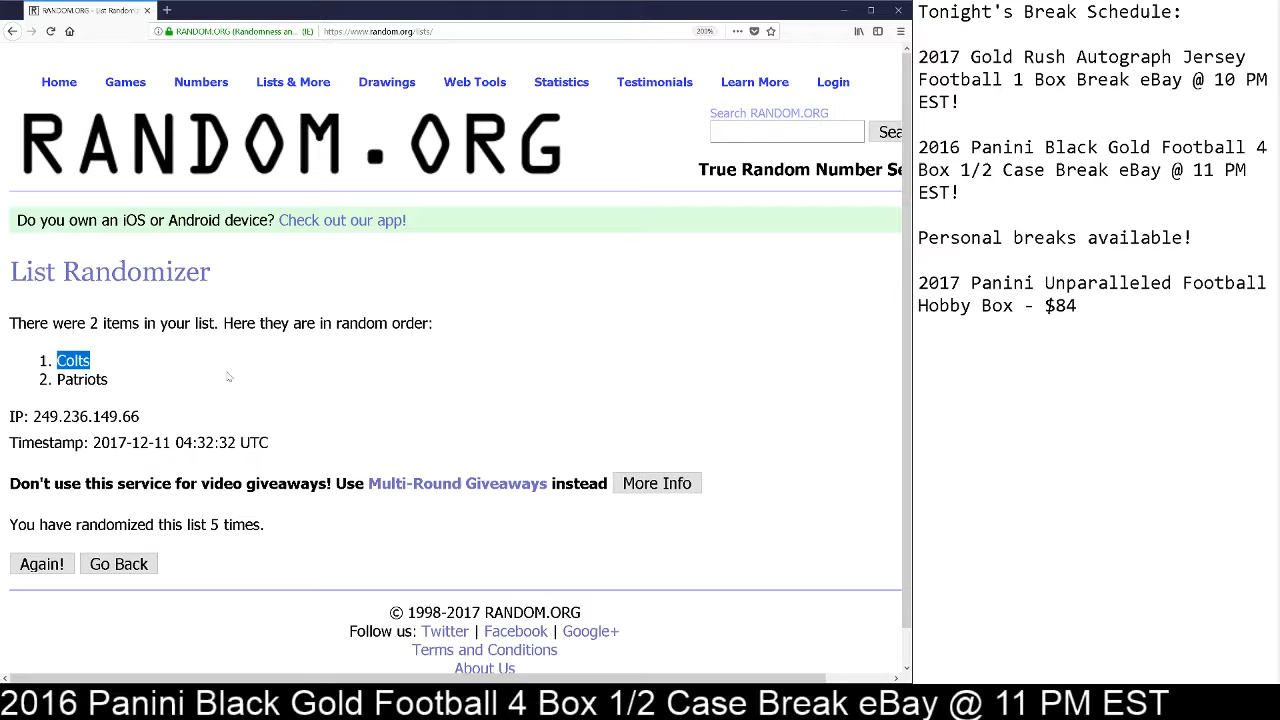 RANDOM.ORG - List Randomiz
RANDOM.ORG (Randomness an... (IE)
https://www.random.org/lists/
200%
Home Games Numbers Lists & More Drawings Web Tools Statistics Testimonials Learn More Login
RANDOM.ORG
Search RANDOM.ORG
Sea
True Random Number Se
Do you own an iOS or Android device? Check out our app!
List Randomizer
There were 2 items in your list. Here they are in random order:
1. Colts
2. Patriots
IP: 249.236.149.66
Timestamp: 2017-12-11 04:32:32 UTC
Don't use this service for video giveaways! Use Multi-Round Giveaways instead More Info
You have randomized this list 5 times.
Again! Go Back
© 1998-2017 RANDOM.ORG
Follow us: Twitter | Facebook | Google+
Terms and Conditions
About Us
Tonight's Break Schedule:
2017 Gold Rush Autograph Jersey
Football 1 Box Break eBay @ 10 PM
EST!
2016 Panini Black Gold Football 4
Box 1/2 Case Break eBay @ 11 PM
EST!
Personal breaks available!
2017 Panini Unparalleled Football
Hobby Box - $84
2016 Panini Black Gold Football 4 Box 1/2 Case Break eBay @ 11 PM EST